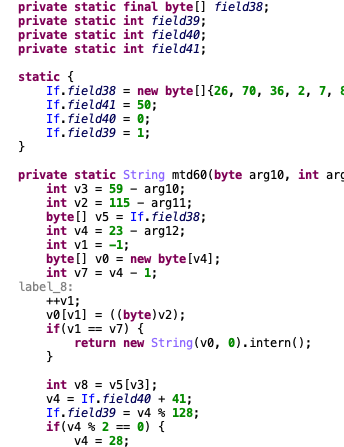 private static final byte[] field38;
private static int field39;
private static int field40;
private static int field41;
static {
If.field38 = new byte[]{26, 70, 36, 2, 7,
If.field41 = 50;
If.field40 = 0;
If.field39 = 1;
}
private static String mtd60(byte arg10, int
int v3 = 59 - arg10;
int v2 = 115 - arg11;
byte[] v5 = If.field38;
int v4 = 23 - arg12;
int v1 = -1;
byte[] v0 = new byte[v4];
int v7 = v4 - 1;
label_8:
++v1;
v0[v1] = ((byte)v2);
if(v1 == v7) {
return new String(v0, 0).intern();
}
int v8 = v5[v3];
v4 = If.field40 + 41;
If.field39 = v4 % 128;
if(v4 % 2 == 0) {
v4 = 28;